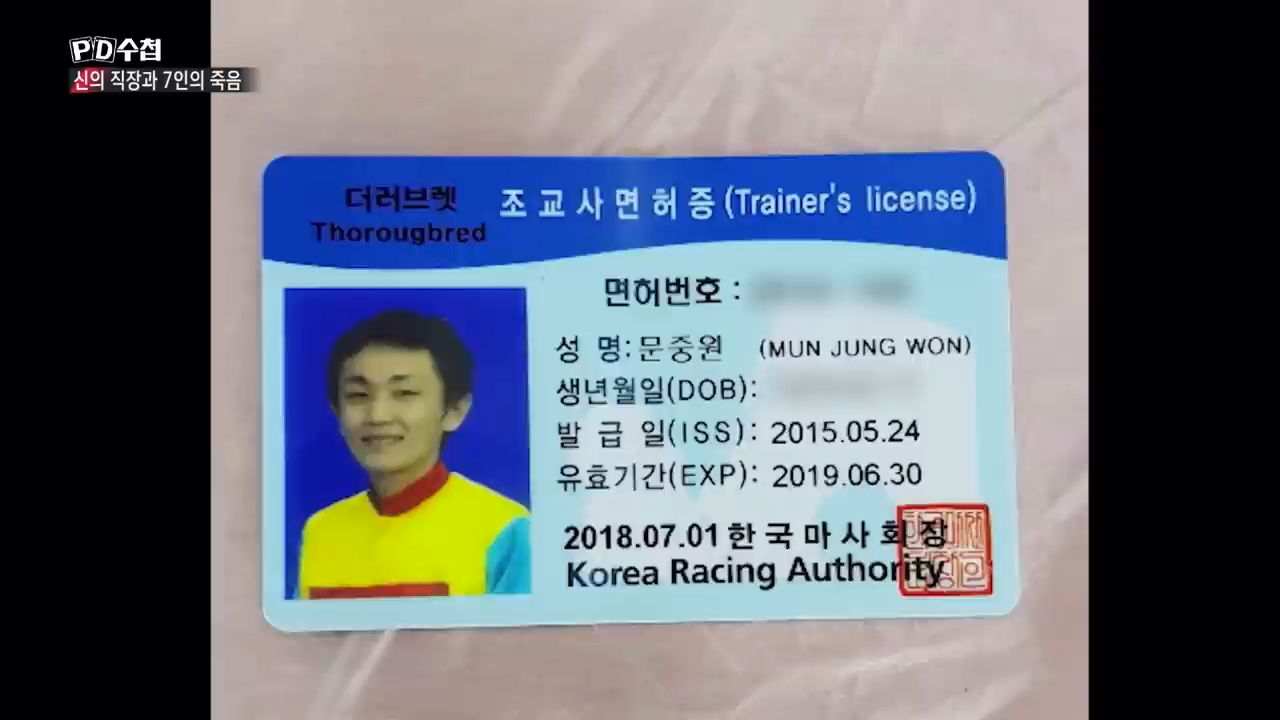 PD수첩
신의 직장과 7인의 죽음
더러브렛 조교사면허증(Trainer's license)
Thorougbred
면허번호 :
성 명:문중원 (MUN JUNG WON)
생년월일(DOB):
발 급 일(ISS): 2015.05.24
유효기간(EXP): 2019.06.30
2018.07.01 한 국 마 사 회 장
Korea Racing Authority